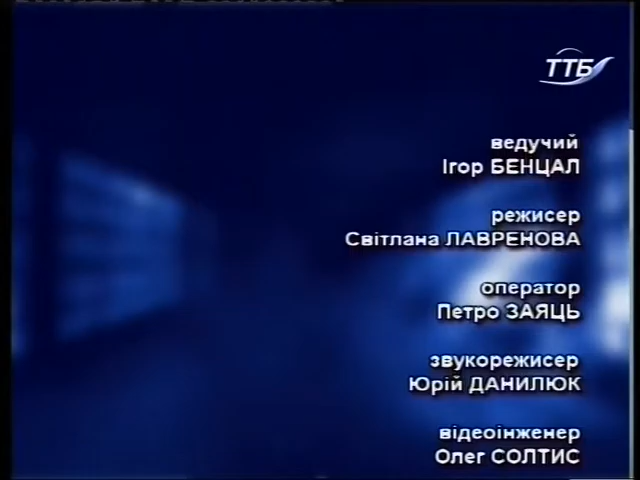 ТТБ
ведучий
Ігор БЕНЦАЛ
режисер
Світлана ЛАВРЕНОВА
оператор
Петро ЗАЯЦЬ
звукорежисер
Юрій ДАНИЛЮК
відеоінженер
Олег СОЛТИС